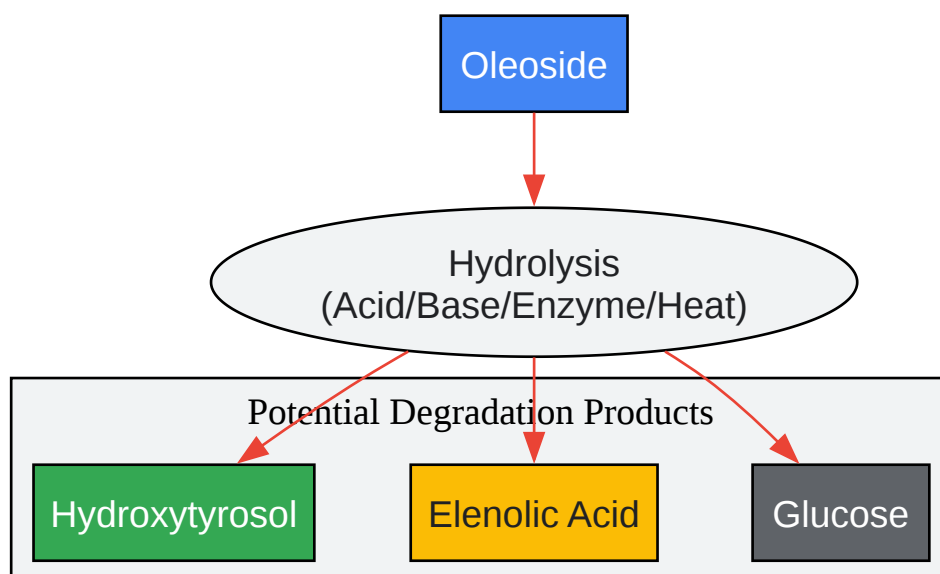 Oleoside
Hydrolysis
(Acid/Base/Enzyme/Heat)
Potential Degradation Products
Hydroxytyrosol
Elenolic Acid
Glucose